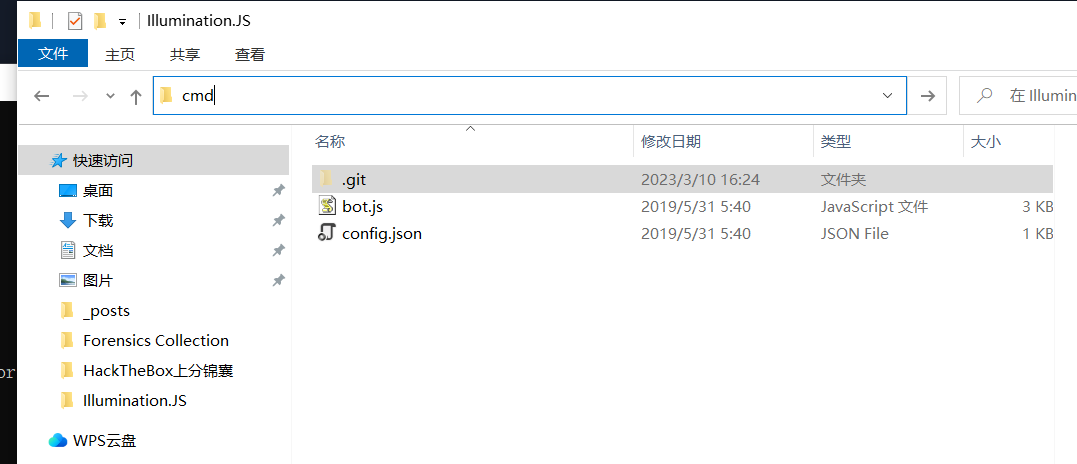 Illumination.JS
文件 主页 共享 查看
cmd 在 Illumin
名称 修改日期 类型 大小
快速访问
.git 2023/3/10 16:24 文件夹
桌面
bot.js 2019/5/31 5:40 JavaScript 文件 3 KB
下载
config.json 2019/5/31 5:40 JSON File 1 KB
文档
图片
_posts
Forensics Collection
or
HackTheBox上分锦囊
Illumination.JS
WPS云盘